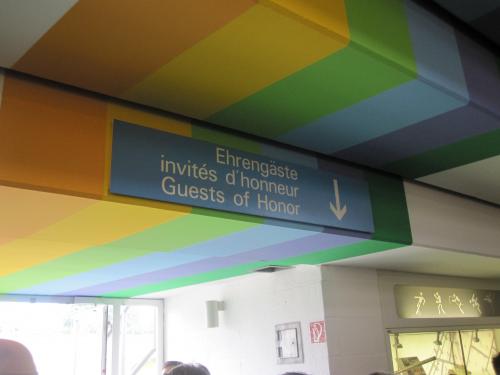 Ehrengäste
invités d'honneur
Guests of Honor